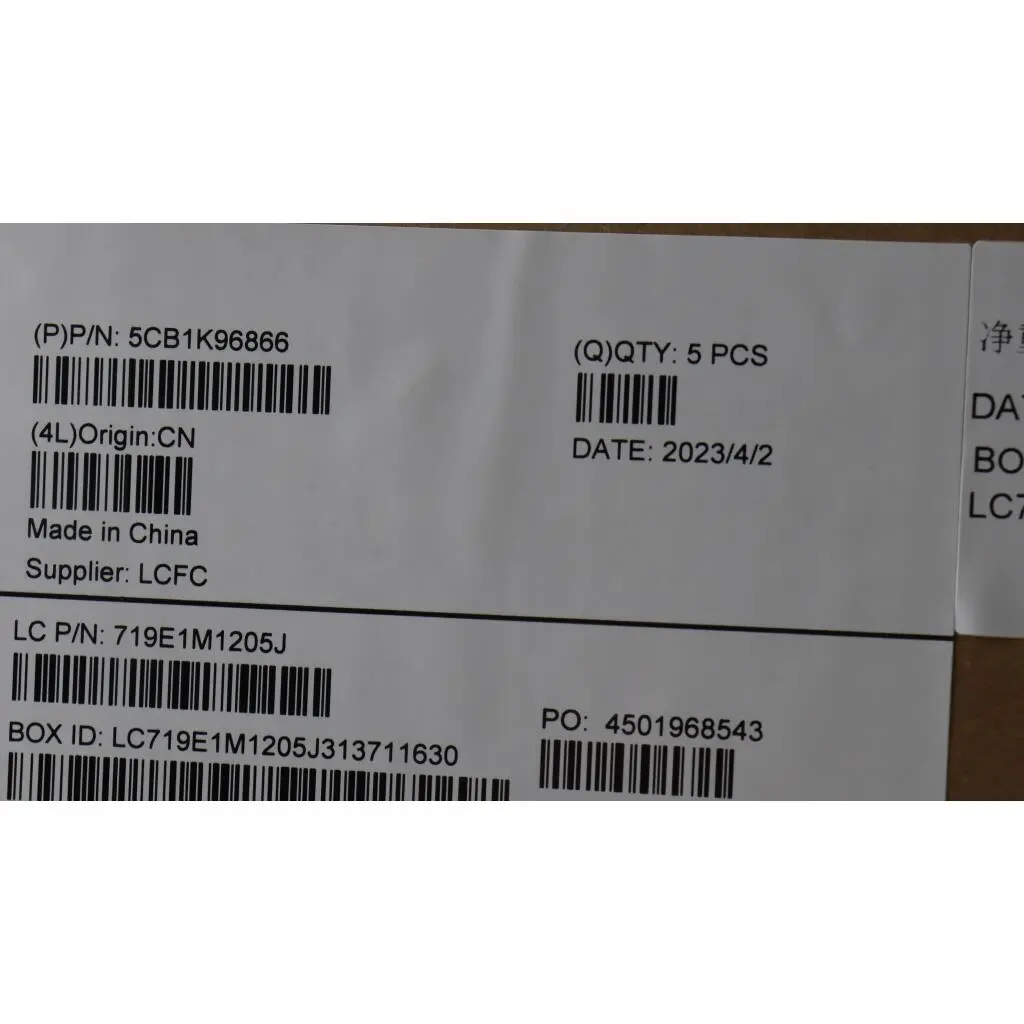 (P)P/N: 5CB1K96866
(4L)Origin:CN
Made in China
Supplier: LCFC
(Q)QTY: 5 PCS
DATE: 2023/4/2
LC P/N: 719E1M1205J
BOX ID: LC719E1M1205J313711630
PO: 4501968543
净
DA
BO
LC7